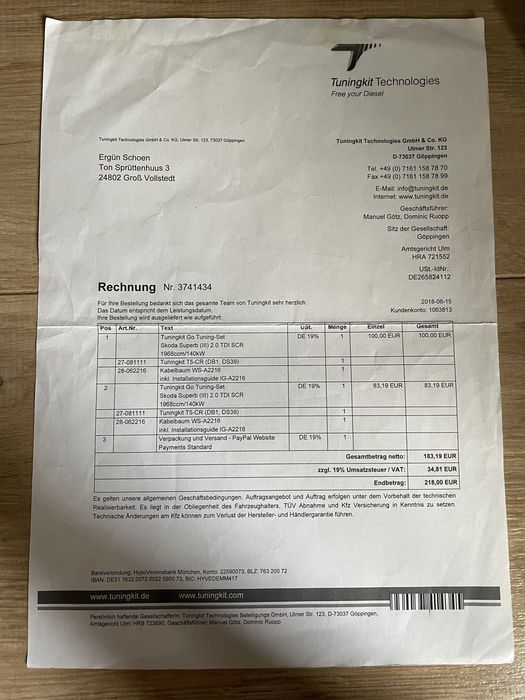 Tuningkit Technologies
Free your Diesel
Tuningkit Technologies GmbH & Co. KG, Ulmer Str. 123, 73037 Göppingen
Ergün Schoen
Ton Sprüttenhuus 3
24802 Groß Vollstedt
Tuningkit Technologies GmbH & Co. KG
Ulmer Str. 123
D-73037 Göppingen
Tel. +49 (0) 7161 158 78 70
Fax +49 (0) 7161 158 78 99
E-Mail: info@tuningkit.de
Internet: www.tuningkit.de
Geschäftsführer:
Manuel Götz, Dominic Ruopp
Sitz der Gesellschaft:
Göppingen
Amtsgericht Ulm
HRA 721552
USt.-IdNr.:
DE265824112
Rechnung Nr. 3741434
Für Ihre Bestellung bedankt sich das gesamte Team von Tuningkit sehr herzlich.
Das Datum entspricht dem Leistungsdatum.
Ihre Bestellung wird ausgeliefert wie aufgeführt:
2018-06-15
Kundenkonto: 1063813
Pos Art.Nr. Text Ust. Menge Einzel Gesamt
1 Tuningkit Go Tuning-Set DE 19% 1 100,00 EUR 100,00 EUR
Skoda Superb (III) 2.0 TDI SCR
1968ccm/140kW
27-081111 Tuningkit T5-CR (DB1, DS39) 1
28-062216 Kabelbaum WS-A2216 1
inkl. Installationsguide IG-A2216
2 Tuningkit Go Tuning-Set DE 19% 1 83,19 EUR 83,19 EUR
Skoda Superb (III) 2.0 TDI SCR
1968ccm/140kW
27-081111 Tuningkit T5-CR (DB1, DS39) 1
28-062216 Kabelbaum WS-A2216 1
inkl. Installationsguide IG-A2216
3 Verpackung und Versand - PayPal Website DE 19% 1
Payments Standard
Gesamtbetrag netto: 183,19 EUR
zzgl. 19% Umsatzsteuer / VAT: 34,81 EUR
Endbetrag: 218,00 EUR
Es gelten unsere allgemeinen Geschäftsbedingungen. Auftragsangebot und Auftrag erfolgen unter dem Vorbehalt der technischen
Realisierbarkeit. Es liegt in der Obliegenheit des Fahrzeughalters, TÜV Abnahme und Kfz Versicherung in Kenntnis zu setzen.
Technische Änderungen am Kfz können zum Verlust der Hersteller- und Händlergarantie führen.
Bankverbindung: HypoVereinsbank München, Konto: 22590073, BLZ: 763 200 72
IBAN: DE21 7632 0072 0022 5900 73, BIC: HYVEDEMM417
www.tuningkit.de www.tuningkit.com
Persönlich haftende Gesellschafterin: Tuningkit Technologies Beteiligungs GmbH, Ulmer Str. 123, D-73037 Göppingen,
Amtsgericht Ulm: HRB 723690, Geschäftsführer: Manuel Götz, Dominic Ruopp